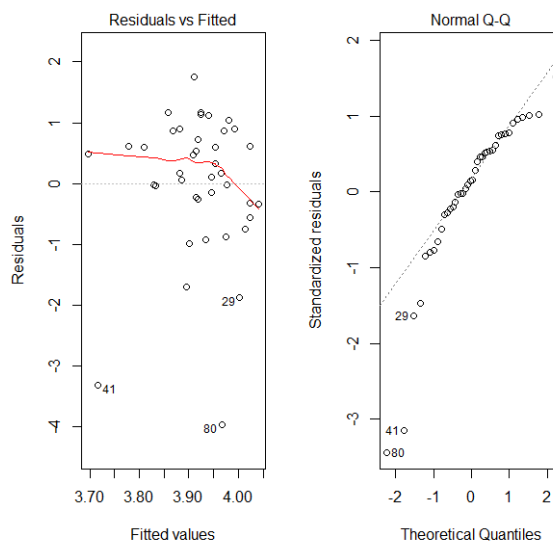 Residuals vs Fitted
Residuals
2
1
0
-1
-2
-3
-4
29
41
80
3.70 3.80 3.90 4.00
Fitted values
Normal Q-Q
Standardized residuals
2
1
0
-1
-2
-3
29
41
80
-2 -1 0 1 2
Theoretical Quantiles